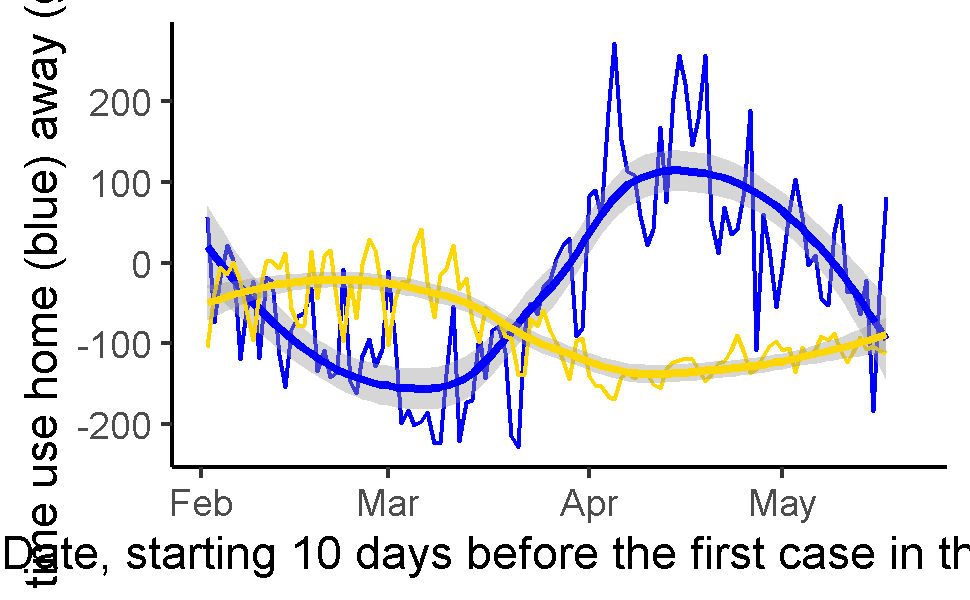 time use home (blue) away (
200
100
0
-100
-200
Feb Mar Apr May
Date, starting 10 days before the first case in th